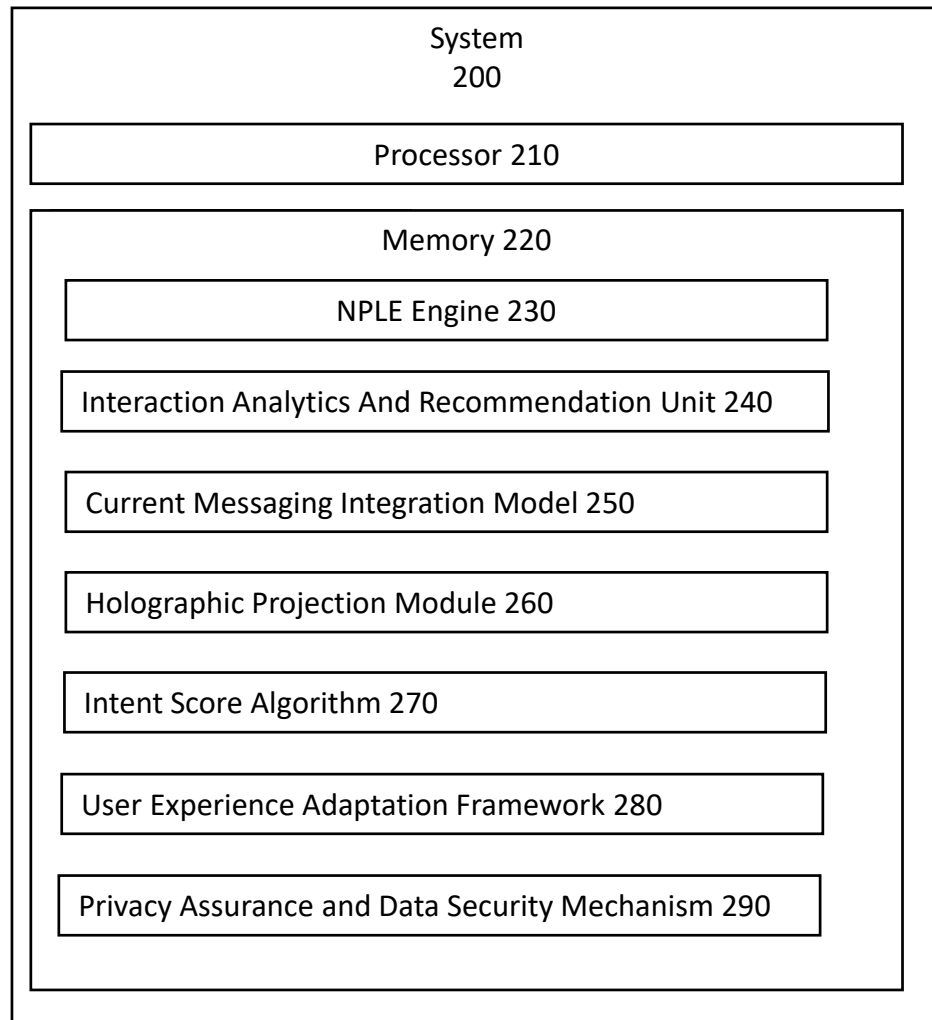 System
200
Processor 210
Memory 220
NPLE Engine 230
Interaction Analytics And Recommendation Unit 240
Current Messaging Integration Model 250
Holographic Projection Module 260
Intent Score Algorithm 270
User Experience Adaptation Framework 280
Privacy Assurance and Data Security Mechanism 290